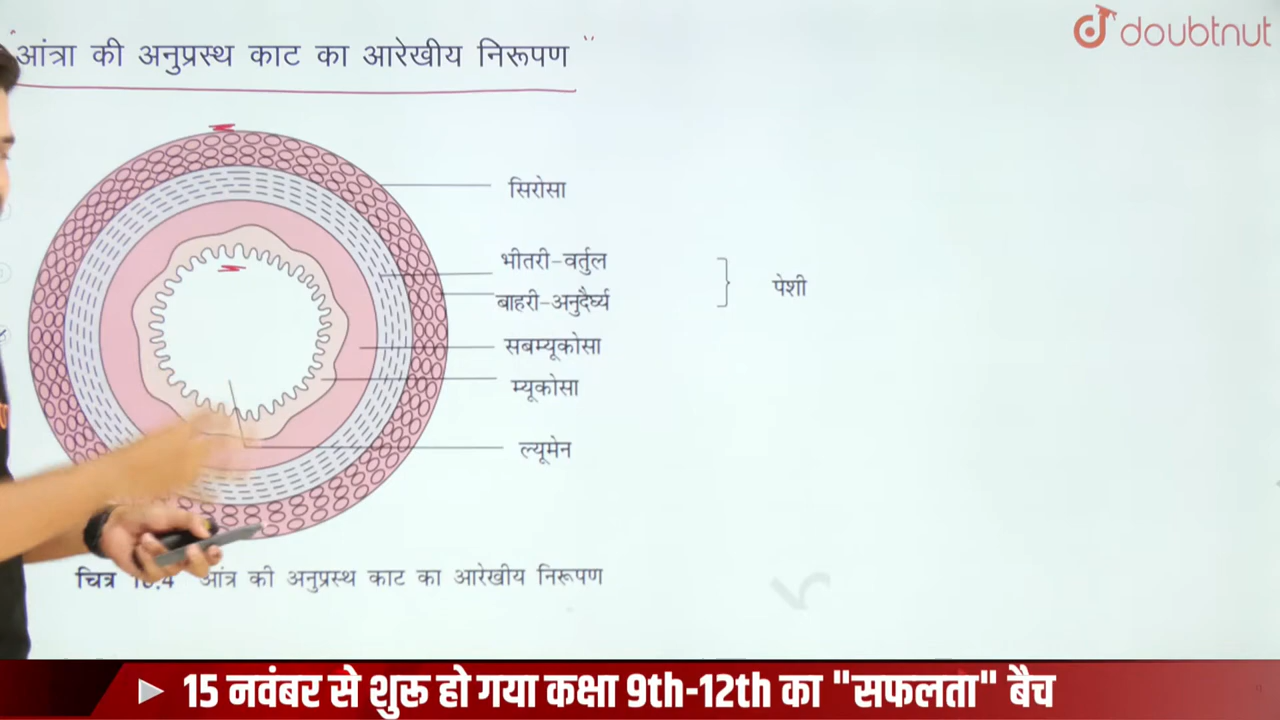 "आंत्रा की अनुप्रस्थ काट का आरेखीय निरूपण"
doubtnut
सिरोसा
भीतरी-वर्तुल
बाहरी-अनुदैर्घ्य
पेशी
सबम्यूकोसा
म्यूकोसा
ल्यूमेन
चित्र आंत्र की अनुप्रस्थ काट का आरेखीय निरूपण
15 नवंबर से शुरू हो गया कक्षा 9th-12th का "सफलता" बैच